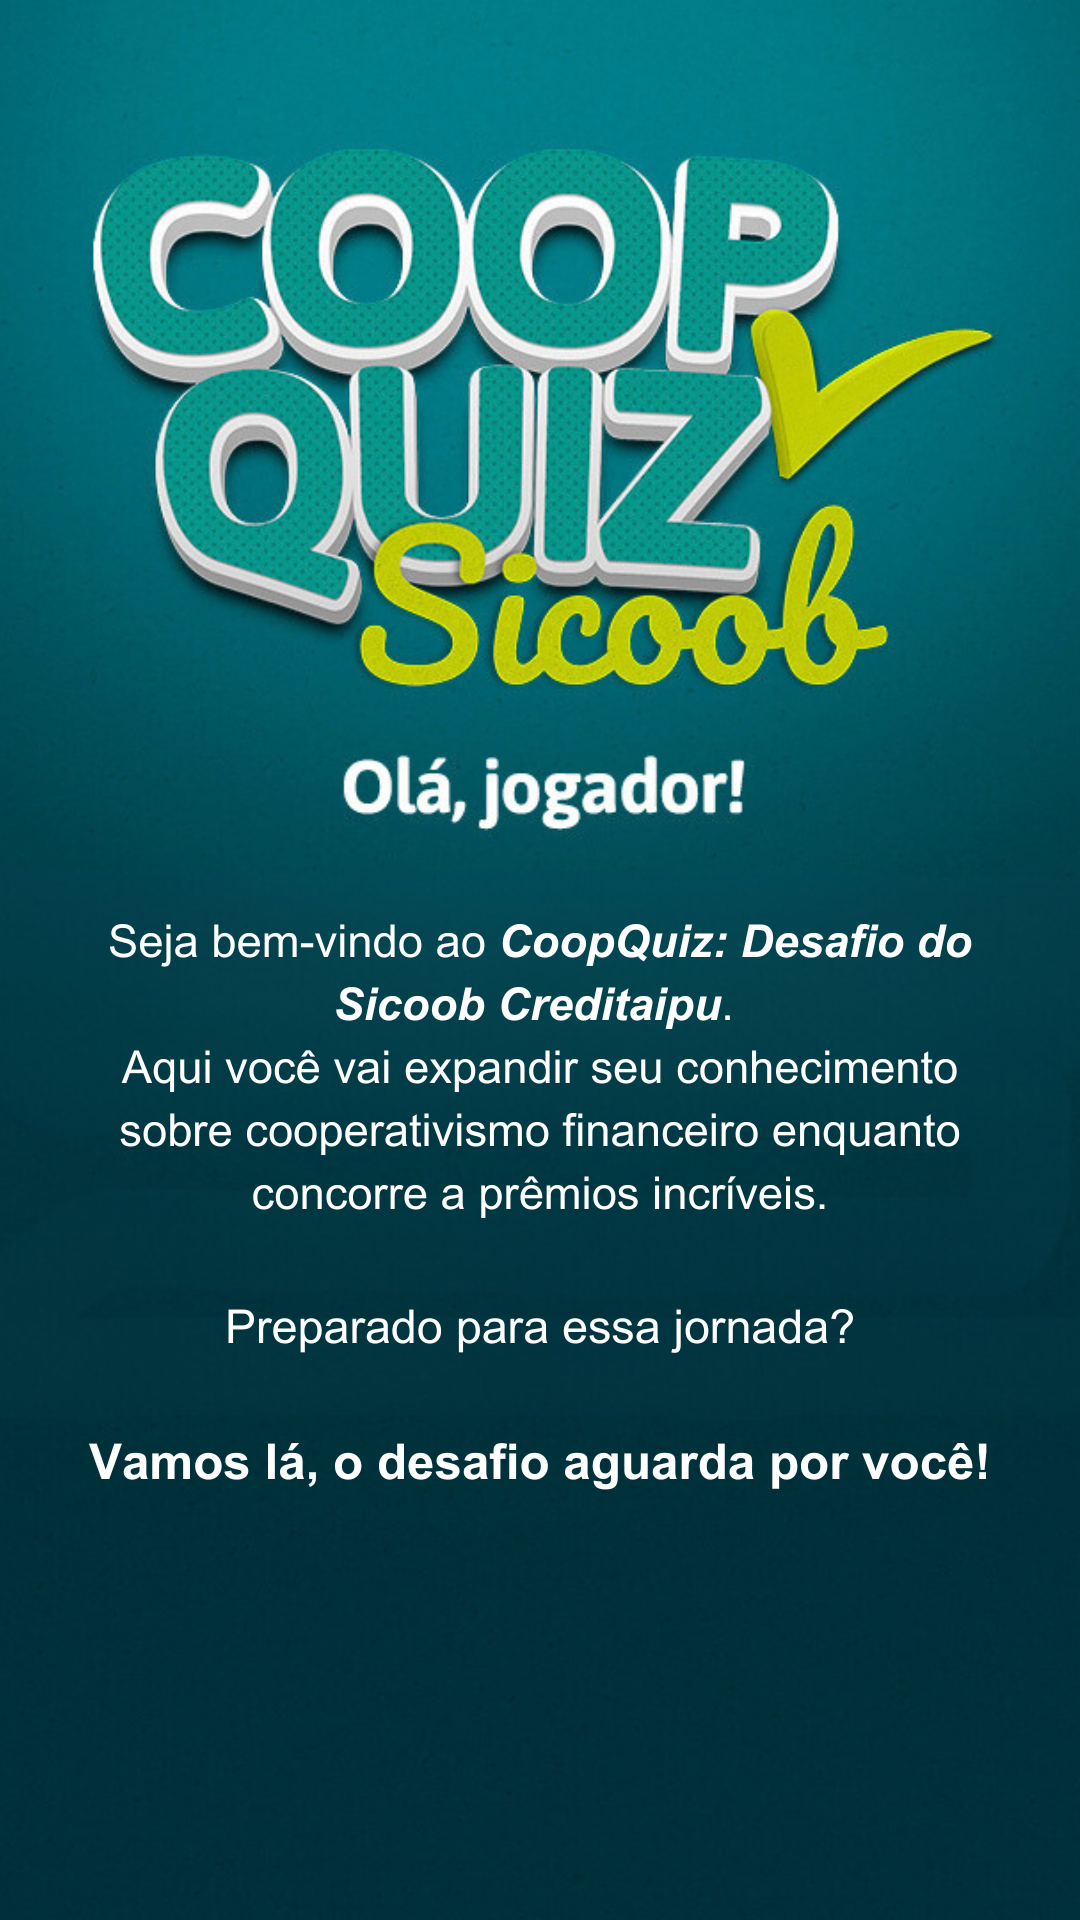 COOP
QUIZ
Sicoob
Olá, jogador!
Seja bem-vindo ao CoopQuiz: Desafio do
Sicoob Creditaipu.
Aqui você vai expandir seu conhecimento
sobre cooperativismo financeiro enquanto
concorre a prêmios incríveis.
Preparado para essa jornada?
Vamos lá, o desafio aguarda por você!